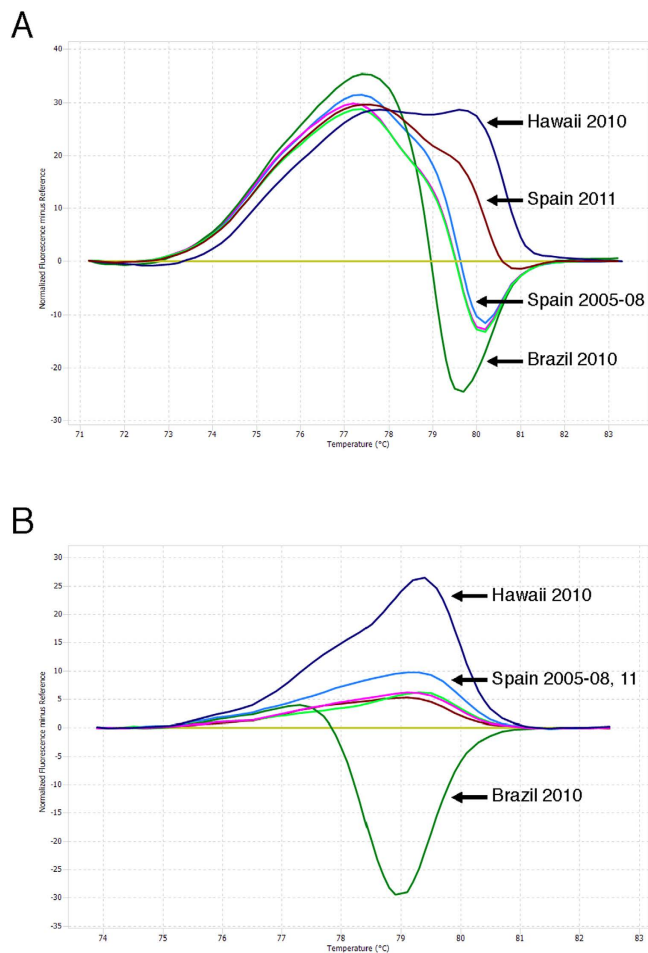 A
40
30
20
10
0
-10
-20
-30
Normalized Fluorescence minus Reference
Hawaii 2010
Spain 2011
Spain 2005-08
Brazil 2010
71 72 73 74 75 76 77 78 79 80 81 82 83
Temperature (°C)
B
30
25
20
15
10
5
0
-5
-10
-15
-20
-25
-30
-35
Normalized Fluorescence minus Reference
Hawaii 2010
Spain 2005-08, 11
Brazil 2010
74 75 76 77 78 79 80 81 82 83
Temperature (°C)